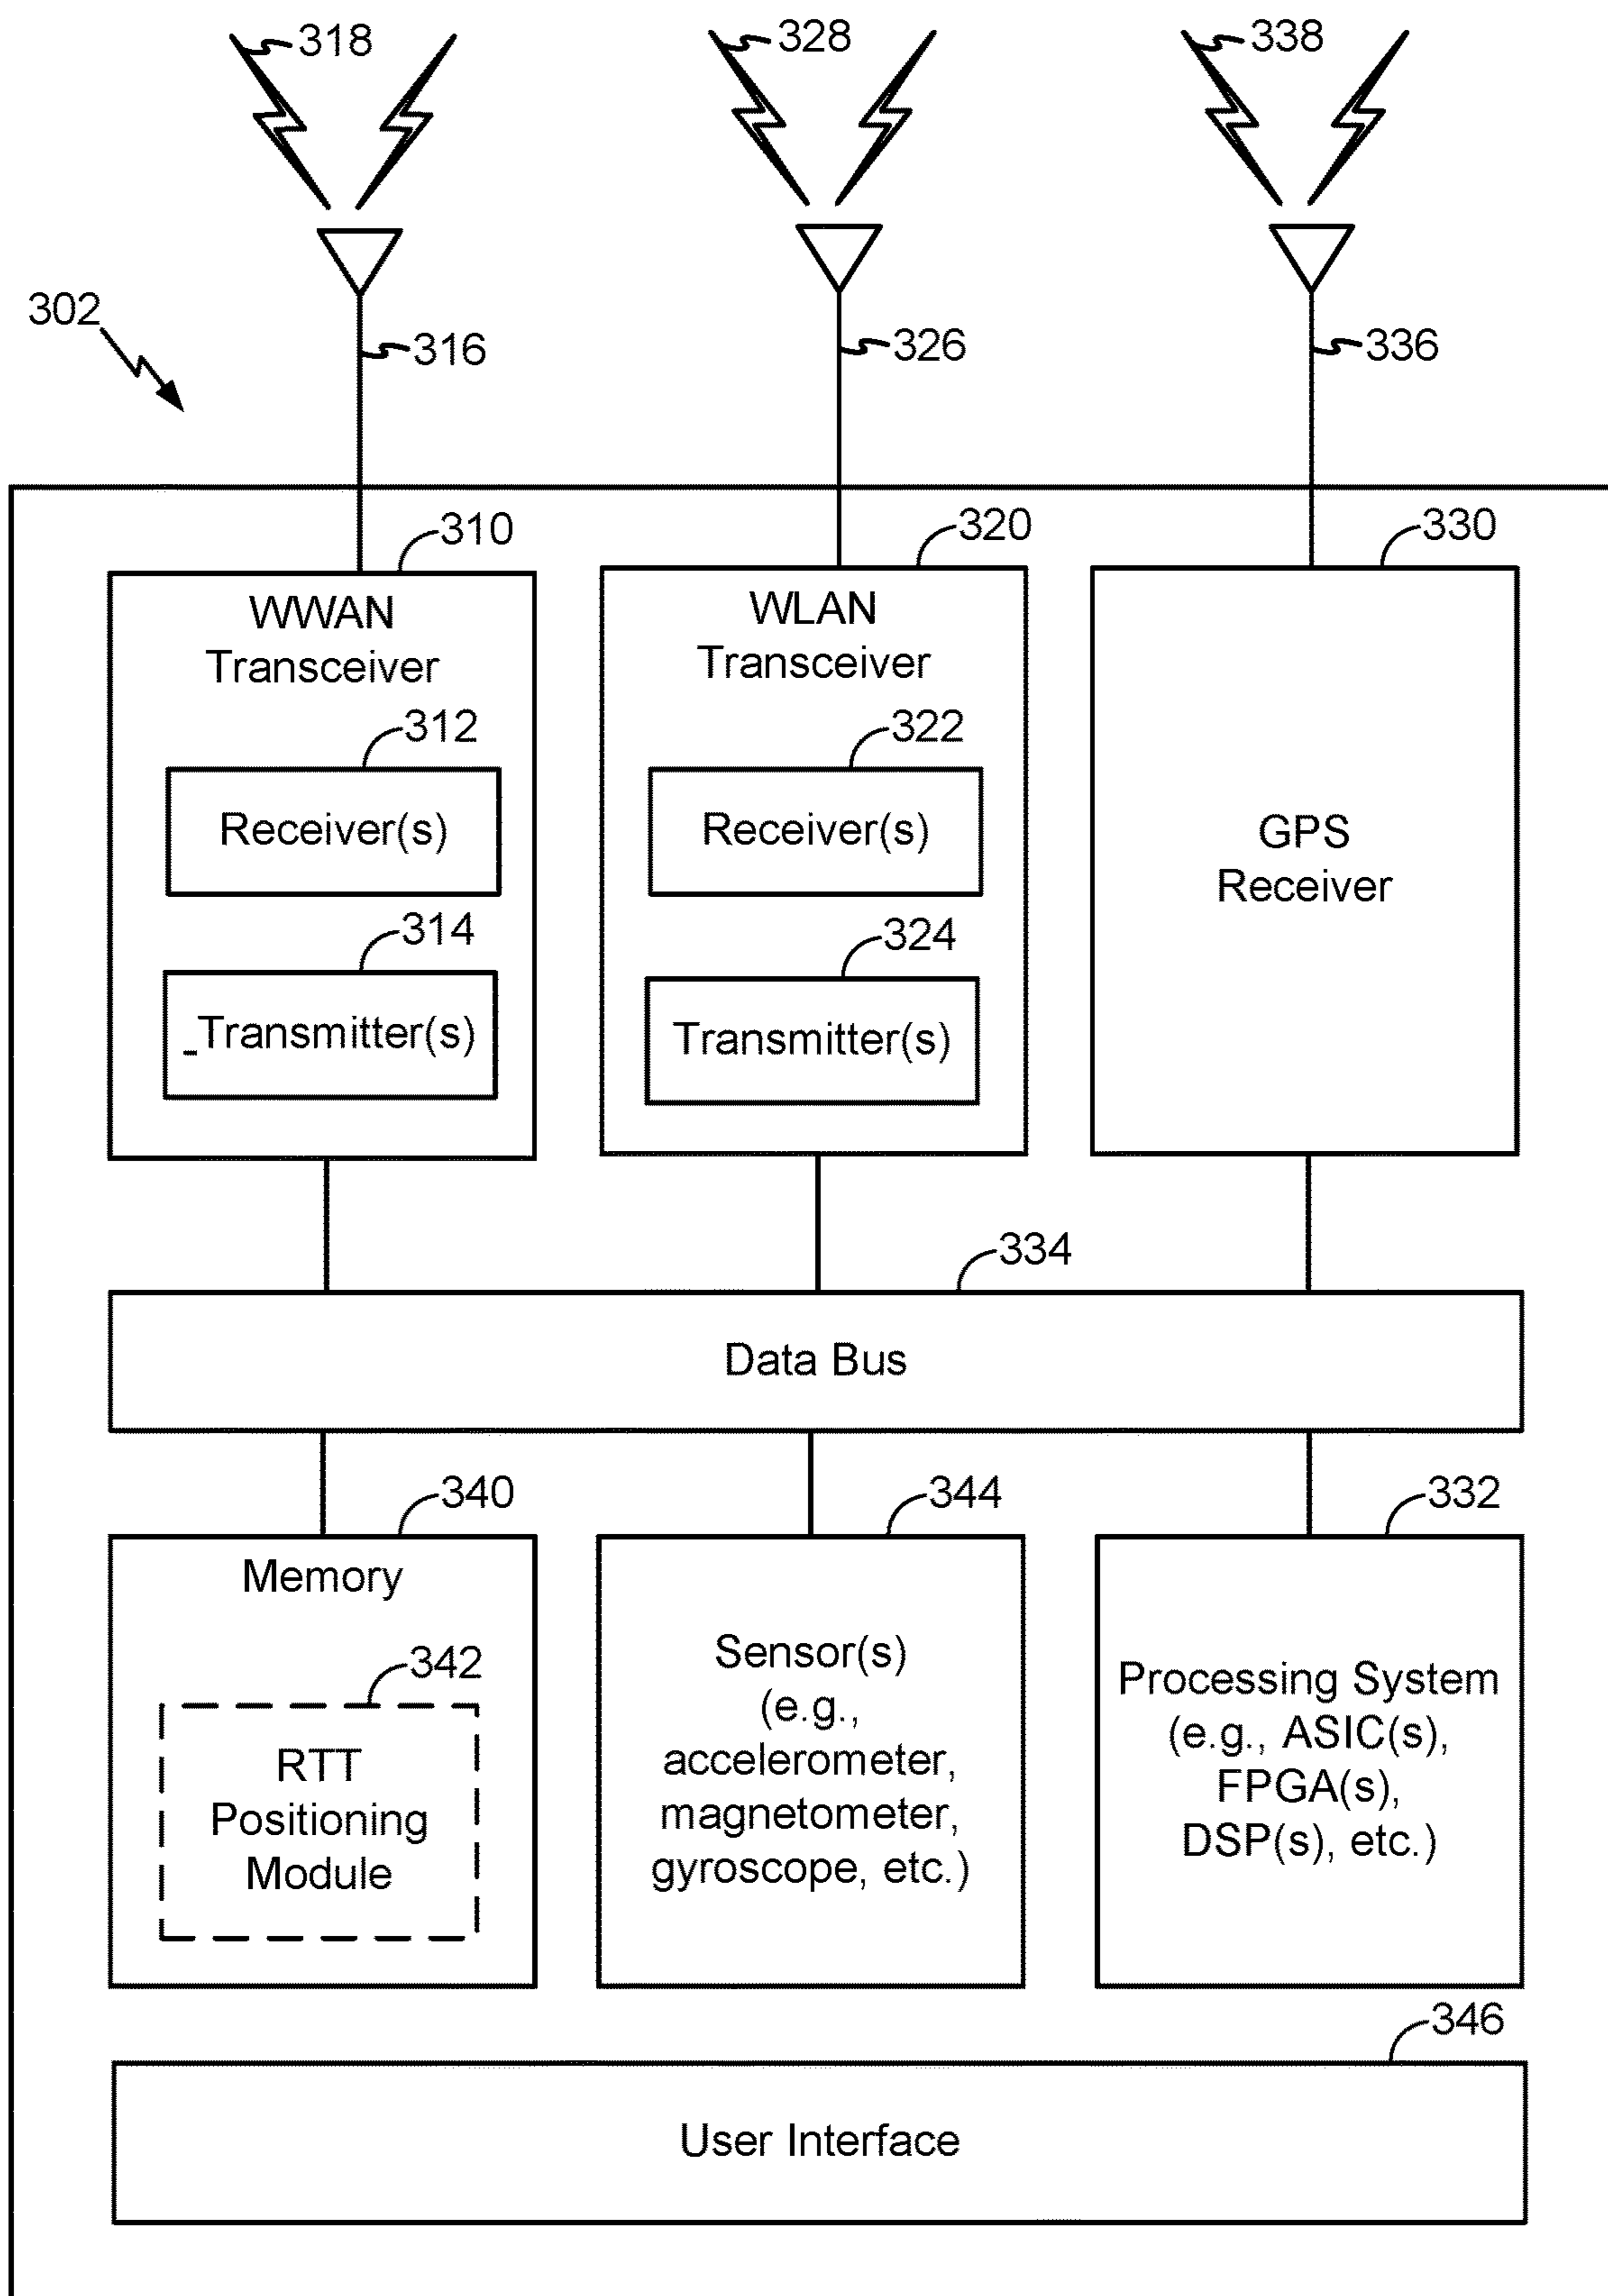 318
328
338
302
316
326
336
310
320
330
WWAN
Transceiver
WLAN
Transceiver
312
322
Receiver(s)
Receiver(s)
GPS
Receiver
314
324
_Transmitter(s)
Transmitter(s)
334
Data Bus
340
344
332
Memory
342
RTT
Positioning
Module
Sensor(s)
(e.g.,
accelerometer,
magnetometer,
gyroscope, etc.)
Processing System
(e.g., ASIC(s),
FPGA(s),
DSP(s), etc.)
346
User Interface